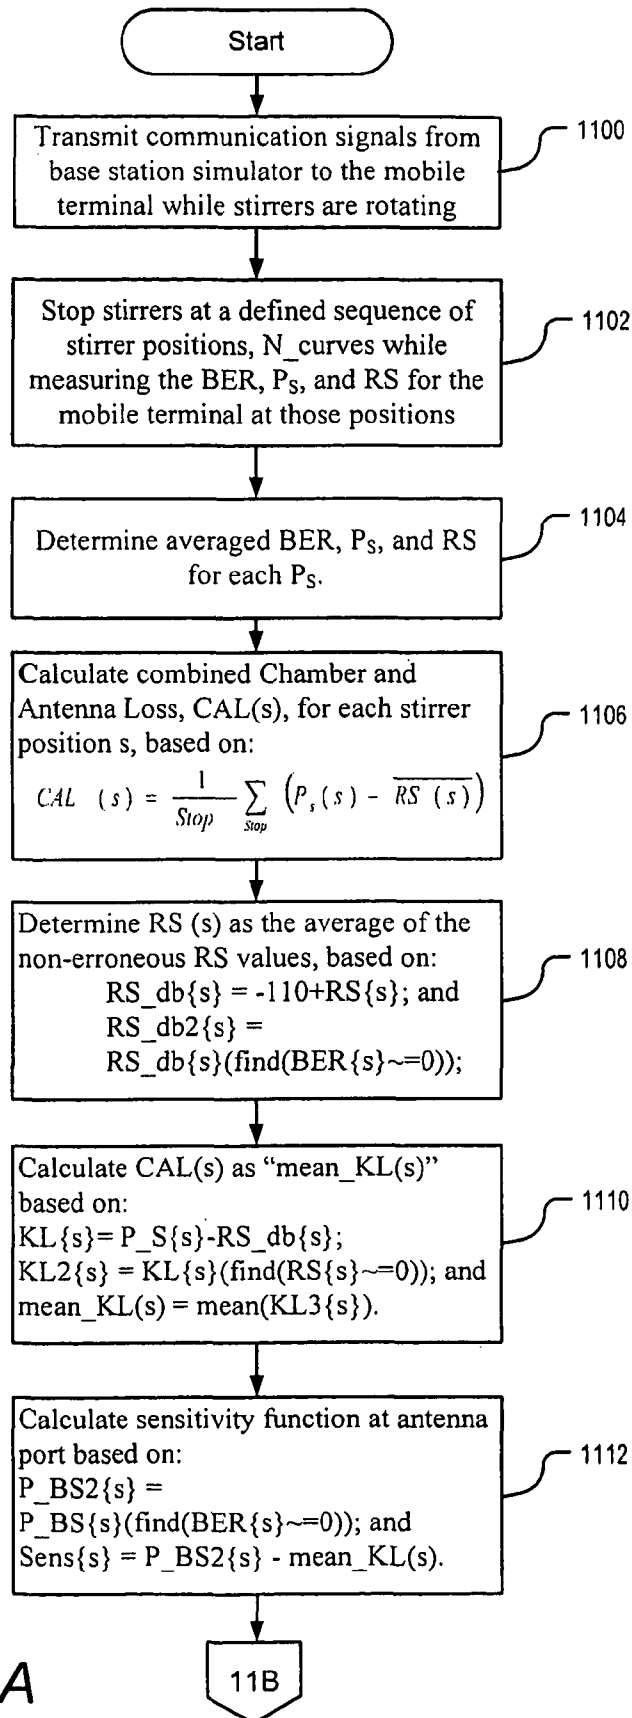 Start
Transmit communication signals from
base station simulator to the mobile
terminal while stirrers are rotating
1100
Stop stirrers at a defined sequence of
stirrer positions, N_curves while
measuring the BER, PS, and RS for the
mobile terminal at those positions
1102
Determine averaged BER, PS, and RS
for each PS.
1104
Calculate combined Chamber and
Antenna Loss, CAL(s), for each stirrer
position s, based on:
CAL (s) = 1/Stop ∑Stop (Ps(s) - \overline{RS (s)})
1106
Determine RS (s) as the average of the
non-erroneous RS values, based on:
RS_db{s} = -110+RS{s}; and
RS_db2{s} =
RS_db{s}(find(BER{s}~=0));
1108
Calculate CAL(s) as “mean_KL(s)”
based on:
KL{s}= P_S{s}-RS_db{s};
KL2{s} = KL{s}(find(RS{s}~=0)); and
mean_KL(s) = mean(KL3{s}).
1110
Calculate sensitivity function at antenna
port based on:
P_BS2{s} =
P_BS{s}(find(BER{s}~=0)); and
Sens{s} = P_BS2{s} - mean_KL(s).
1112
A
11B